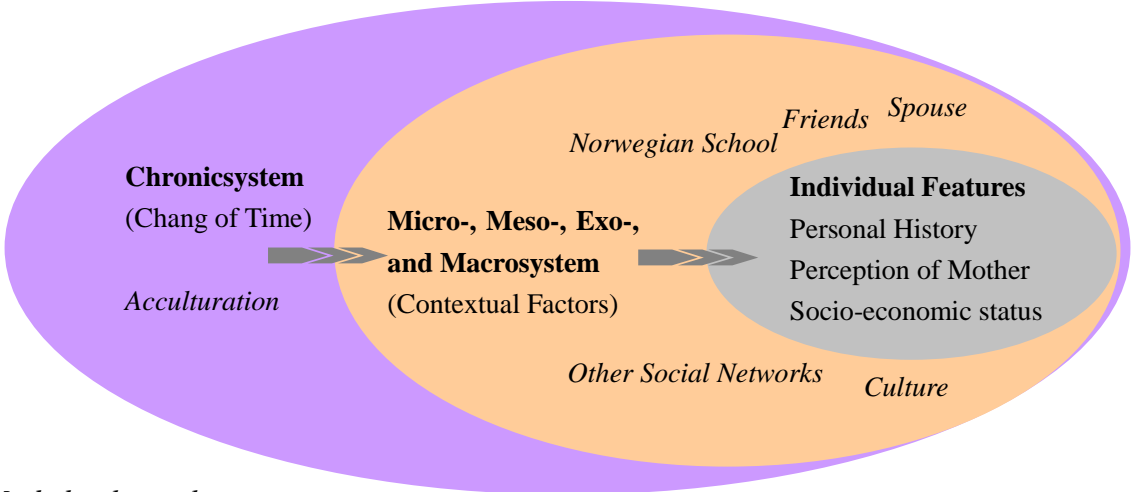 Spouse
Friends
Norwegian School
Chronicsystem
(Chang of Time)
Acculturation
Micro-, Meso-, Exo-,
and Macrosystem
(Contextual Factors)
Individual Features
Personal History
Perception of Mother
Socio-economic status
Other Social Networks
Culture